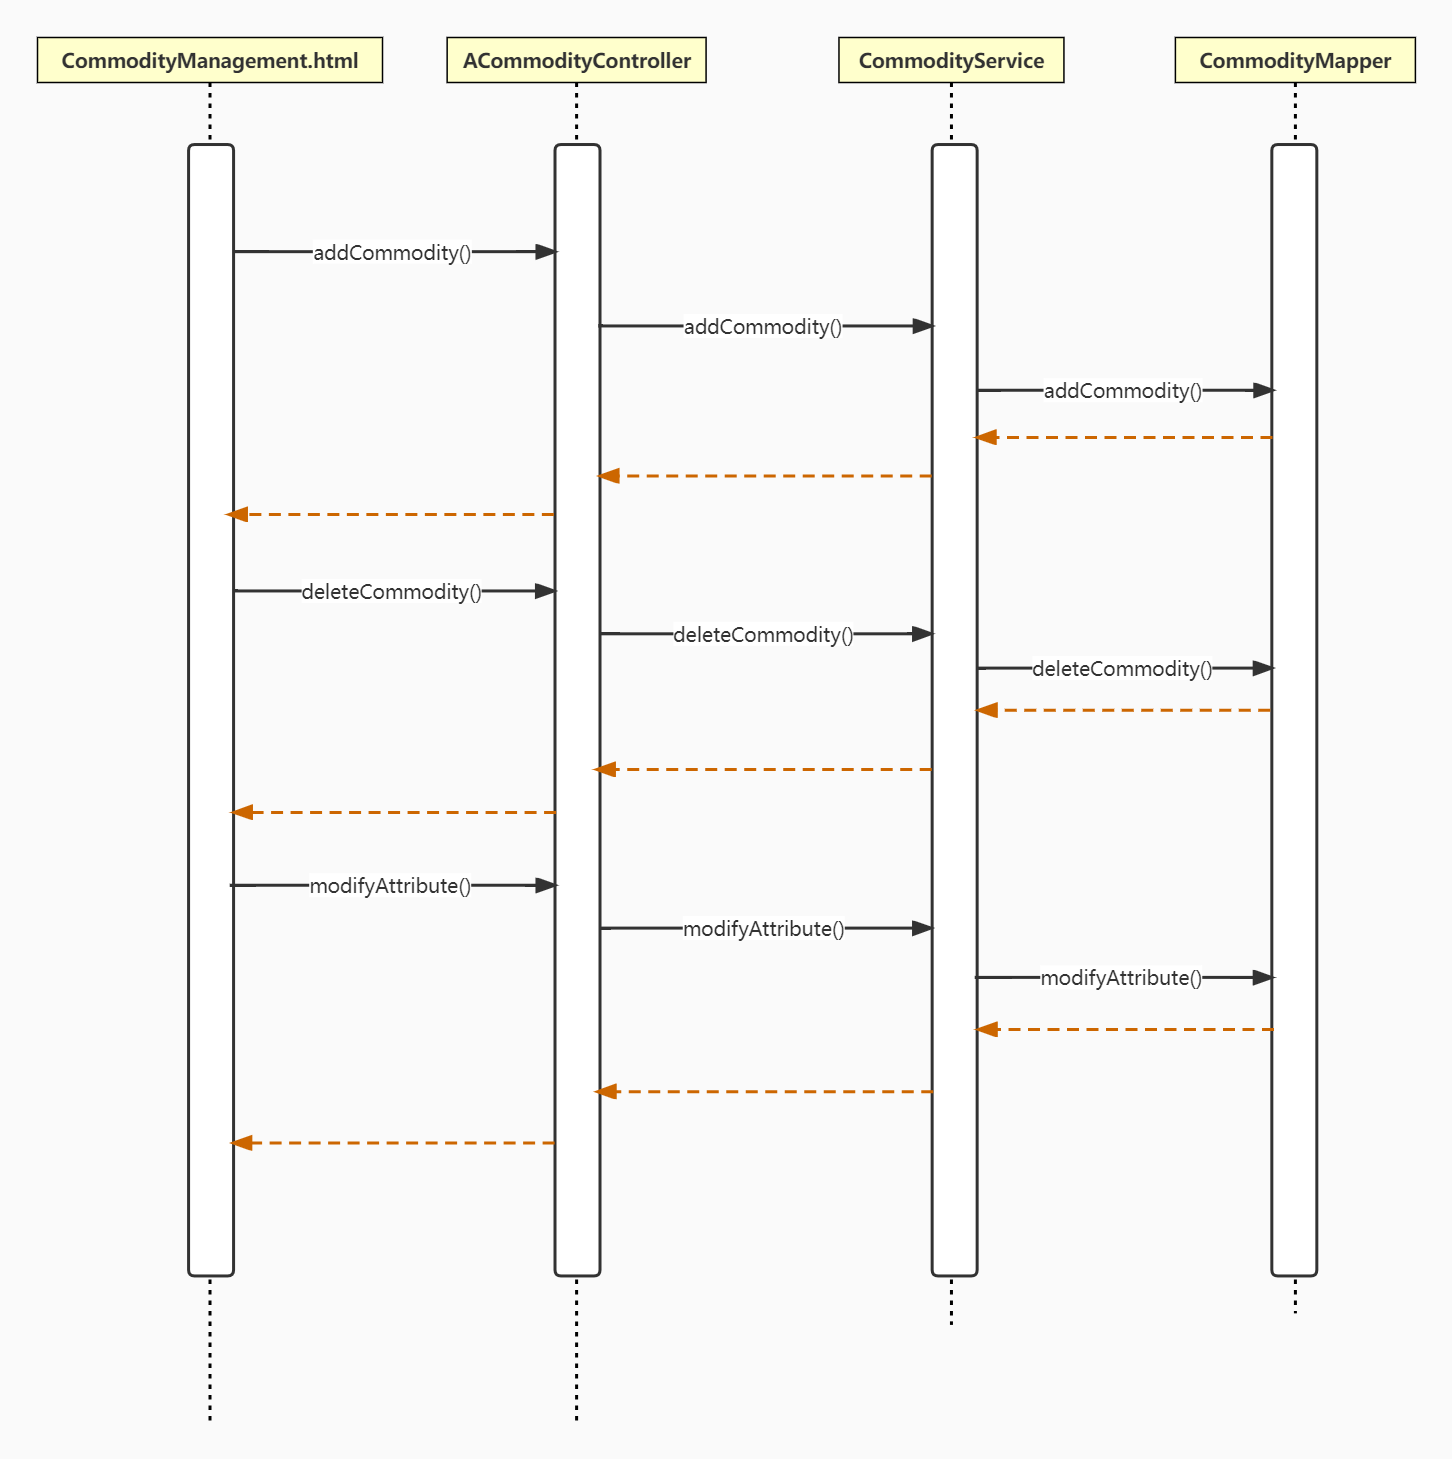 CommodityManagement.html
ACommodityController
CommodityService
CommodityMapper
addCommodity()
addCommodity()
addCommodity()
deleteCommodity()
deleteCommodity()
deleteCommodity()
modifyAttribute()
modifyAttribute()
modifyAttribute()